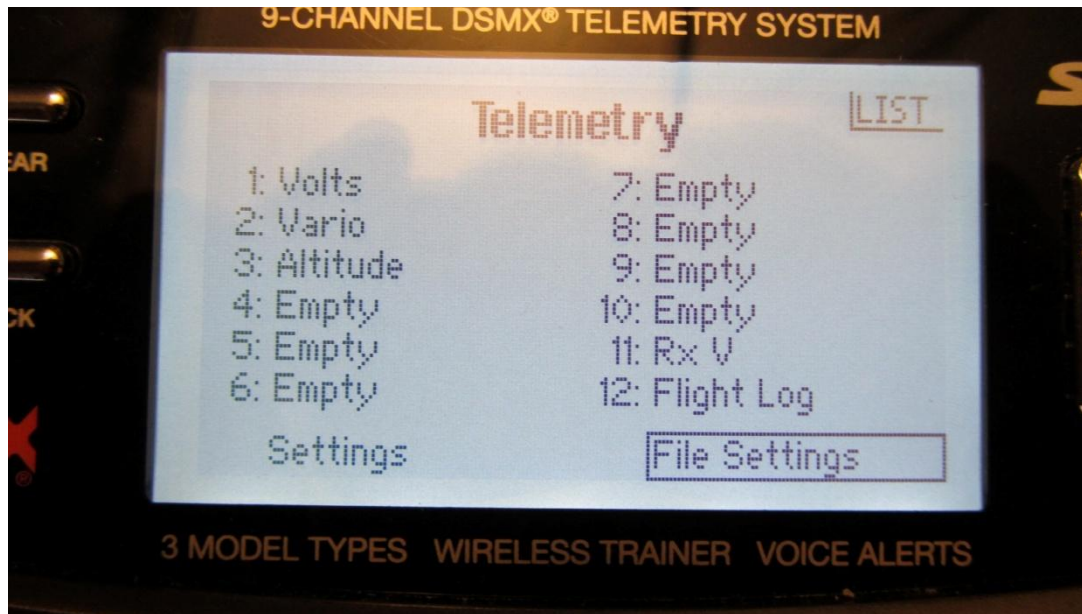 9-CHANNEL DSMX® TELEMETRY SYSTEM
Telemetry
LIST
1: Volts
2: Vario
3: Altitude
4: Empty
5: Empty
6: Empty
7: Empty
8: Empty
9: Empty
10: Empty
11: Rx V
12: Flight Log
Settings
File Settings
3 MODEL TYPES WIRELESS TRAINER VOICE ALERTS